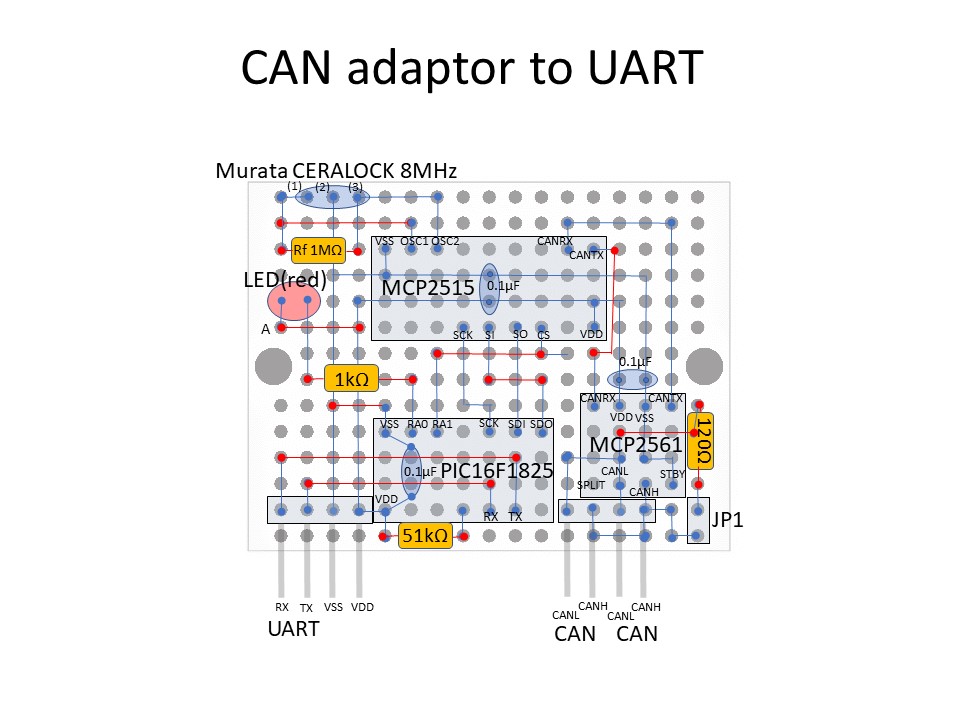 CAN adaptor to UART
Murata CERALOCK 8MHz
(1) (2) (3)
Rf 1MΩ
VSS OSC1 OSC2 CANRX
CANTX
LED(red)
MCP2515 0.1μF
A
SCK SI SO CS VDD
0.1μF
1kΩ
CANRX CANTX
VDD VSS
VSS RA0 RA1 SCK SDI SDO
120Ω
MCP2561
0.1μF PIC16F1825
CANL STBY
SPLIT CANH
VDD
RX TX
JP1
51kΩ
RX TX VSS VDD
CANL CANH CANL CANH
UART
CAN CAN